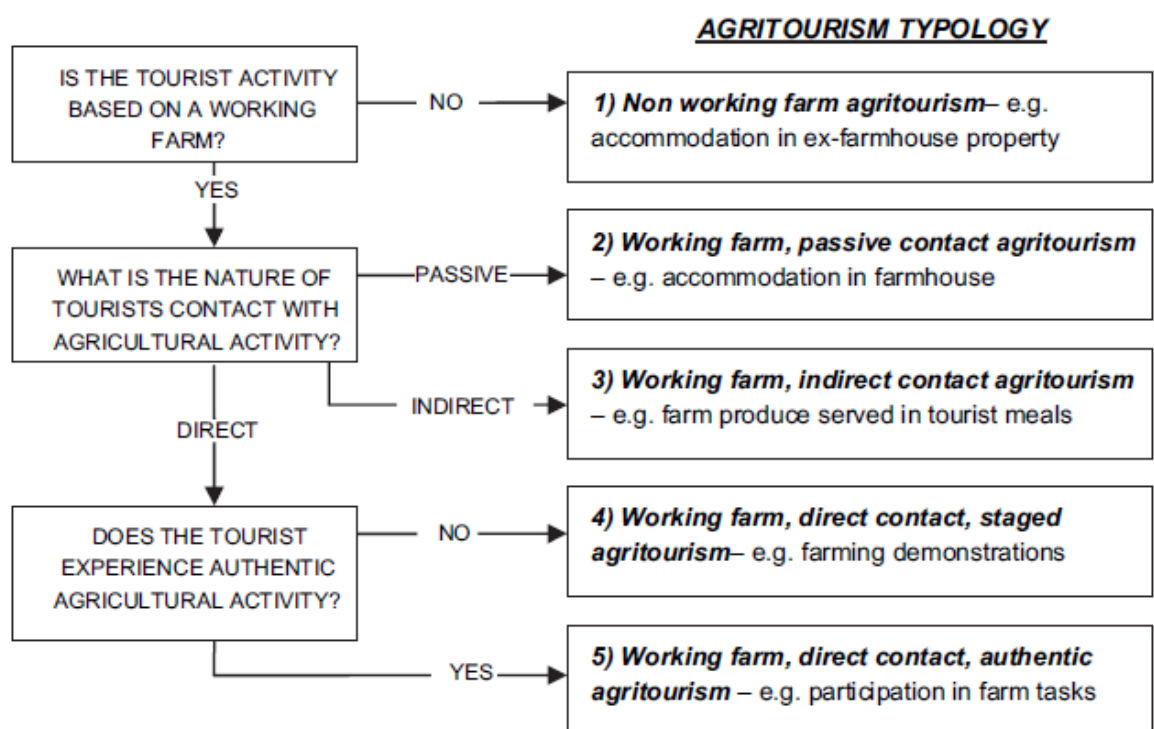 AGRITOURISM TYPOLOGY
IS THE TOURIST ACTIVITY
BASED ON A WORKING
FARM?
NO
1) Non working farm agritourism– e.g.
accommodation in ex-farmhouse property
YES
WHAT IS THE NATURE OF
TOURISTS CONTACT WITH
AGRICULTURAL ACTIVITY?
PASSIVE
2) Working farm, passive contact agritourism
– e.g. accommodation in farmhouse
INDIRECT
3) Working farm, indirect contact agritourism
– e.g. farm produce served in tourist meals
DIRECT
DOES THE TOURIST
EXPERIENCE AUTHENTIC
AGRICULTURAL ACTIVITY?
NO
4) Working farm, direct contact, staged
agritourism– e.g. farming demonstrations
YES
5) Working farm, direct contact, authentic
agritourism – e.g. participation in farm tasks